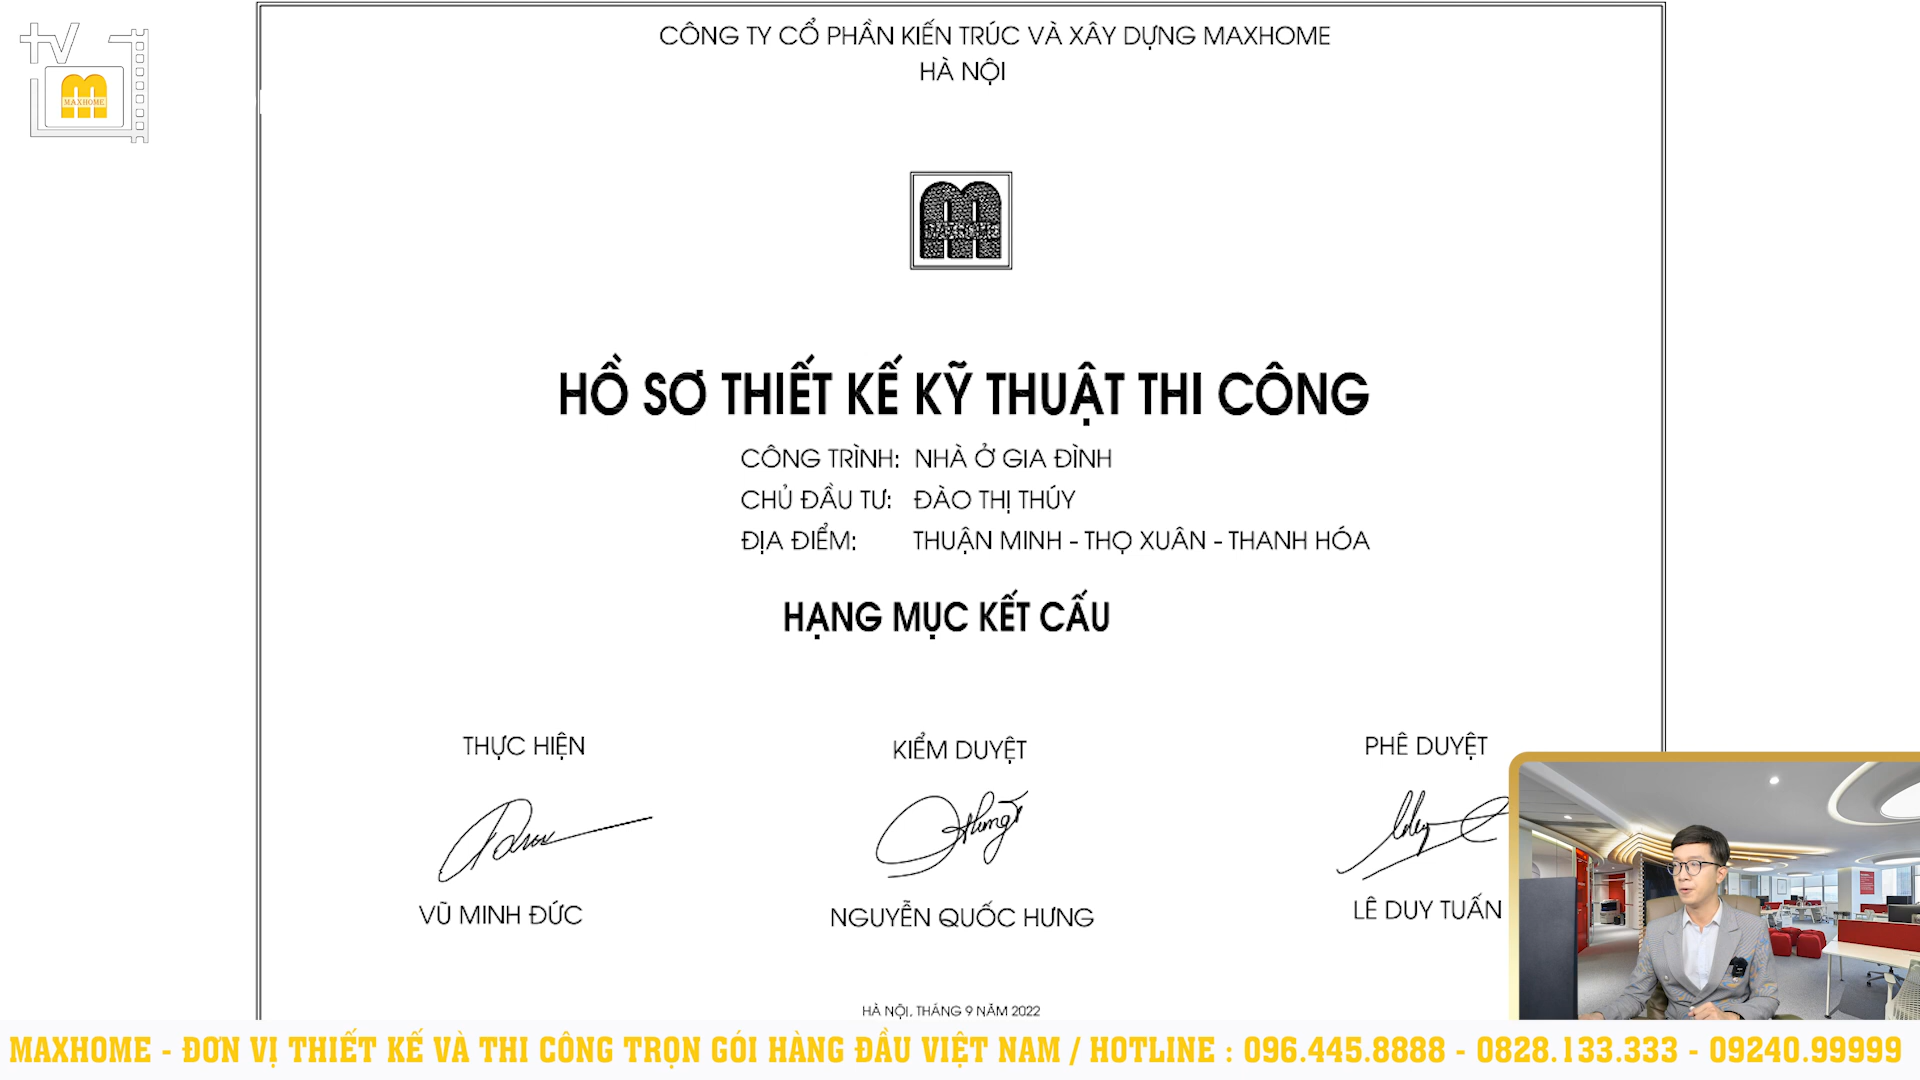 tv
MAXHOME
CÔNG TY CỔ PHẦN KIẾN TRÚC VÀ XÂY DỰNG MAXHOME
HÀ NỘI
MAXHOME
HỒ SƠ THIẾT KẾ KỸ THUẬT THI CÔNG
CÔNG TRÌNH: NHÀ Ở GIA ĐÌNH
CHỦ ĐẦU TƯ: ĐÀO THỊ THÚY
ĐỊA ĐIỂM: THUẬN MINH - THỌ XUÂN - THANH HÓA
HẠNG MỤC KẾT CẤU
THỰC HIỆN KIỂM DUYỆT PHÊ DUYỆT
VŨ MINH ĐỨC NGUYỄN QUỐC HƯNG LÊ DUY TUẤN
HÀ NỘI, THÁNG 9 NĂM 2022
MAXHOME - ĐƠN VỊ THIẾT KẾ VÀ THI CÔNG TRỌN GÓI HÀNG ĐẦU VIỆT NAM / HOTLINE : 096.445.8888 - 0828.133.333 - 09240.99999